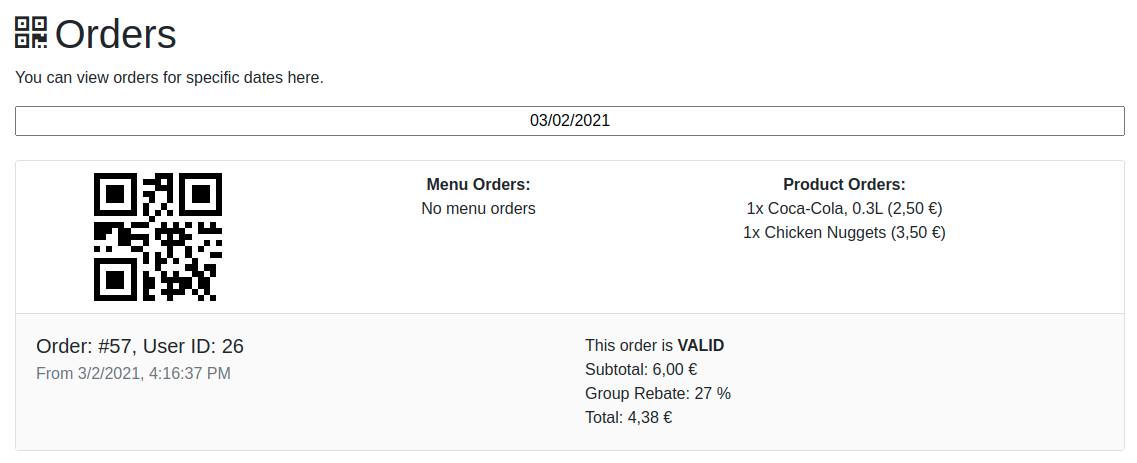 Orders
You can view orders for specific dates here.
03/02/2021
Menu Orders:
No menu orders
Product Orders:
1x Coca-Cola, 0.3L (2,50 €)
1x Chicken Nuggets (3,50 €)
Order: #57, User ID: 26
From 3/2/2021, 4:16:37 PM
This order is VALID
Subtotal: 6,00 €
Group Rebate: 27 %
Total: 4,38 €